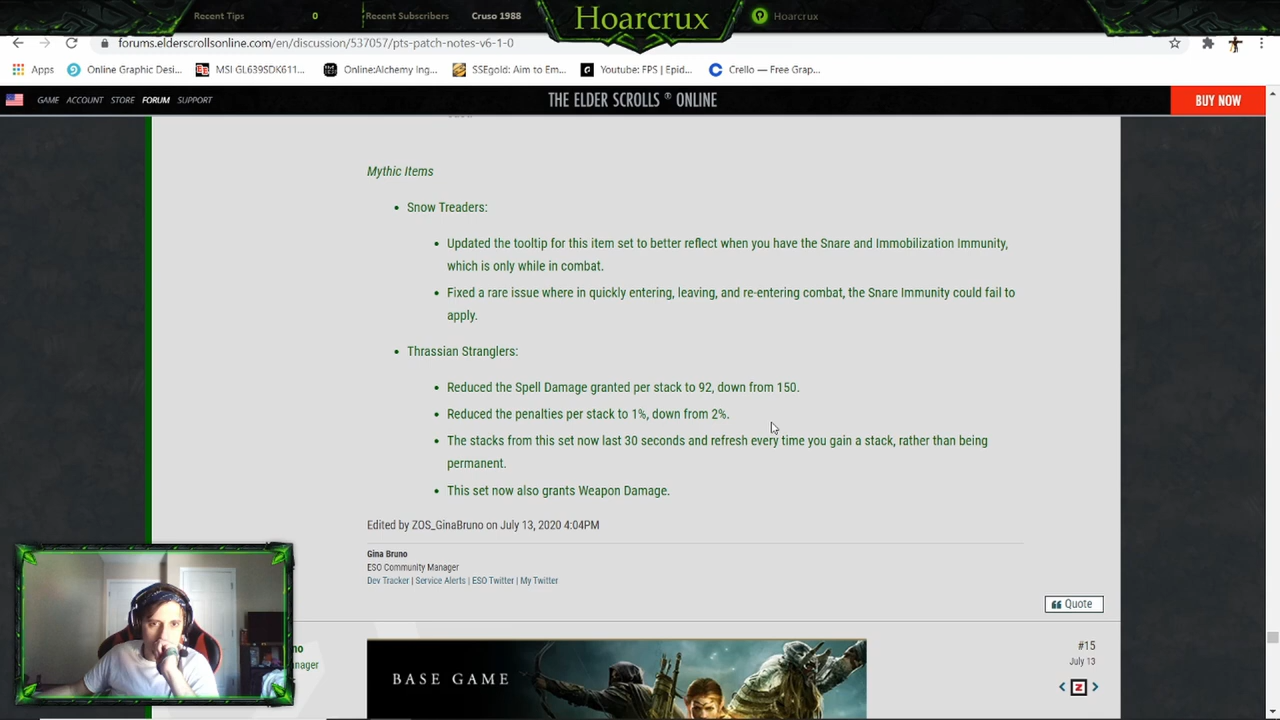 Recent Tips 0 Recent Subscribers Cruso 1988 Hoarcrux Hoarcrux
forums.elderscrollsonline.com/en/discussion/537057/pts-patch-notes-v6-1-0
Apps Online Graphic Desi... MSI GL639SDK611... Online:Alchemy Ing... SSEgold: Aim to Em... Youtube: FPS | Epid... Crello — Free Grap...
GAME ACCOUNT STORE FORUM SUPPORT THE ELDER SCROLLS ® ONLINE BUY NOW
Mythic Items
• Snow Treaders:
• Updated the tooltip for this item set to better reflect when you have the Snare and Immobilization Immunity,
which is only while in combat.
• Fixed a rare issue where in quickly entering, leaving, and re-entering combat, the Snare Immunity could fail to
apply.
• Thrassian Stranglers:
• Reduced the Spell Damage granted per stack to 92, down from 150.
• Reduced the penalties per stack to 1%, down from 2%.
• The stacks from this set now last 30 seconds and refresh every time you gain a stack, rather than being
permanent.
• This set now also grants Weapon Damage.
Edited by ZOS_GinaBruno on July 13, 2020 4:04PM
Gina Bruno
ESO Community Manager
Dev Tracker | Service Alerts | ESO Twitter | My Twitter
Quote
no
nager
#15
July 13
BASE GAME